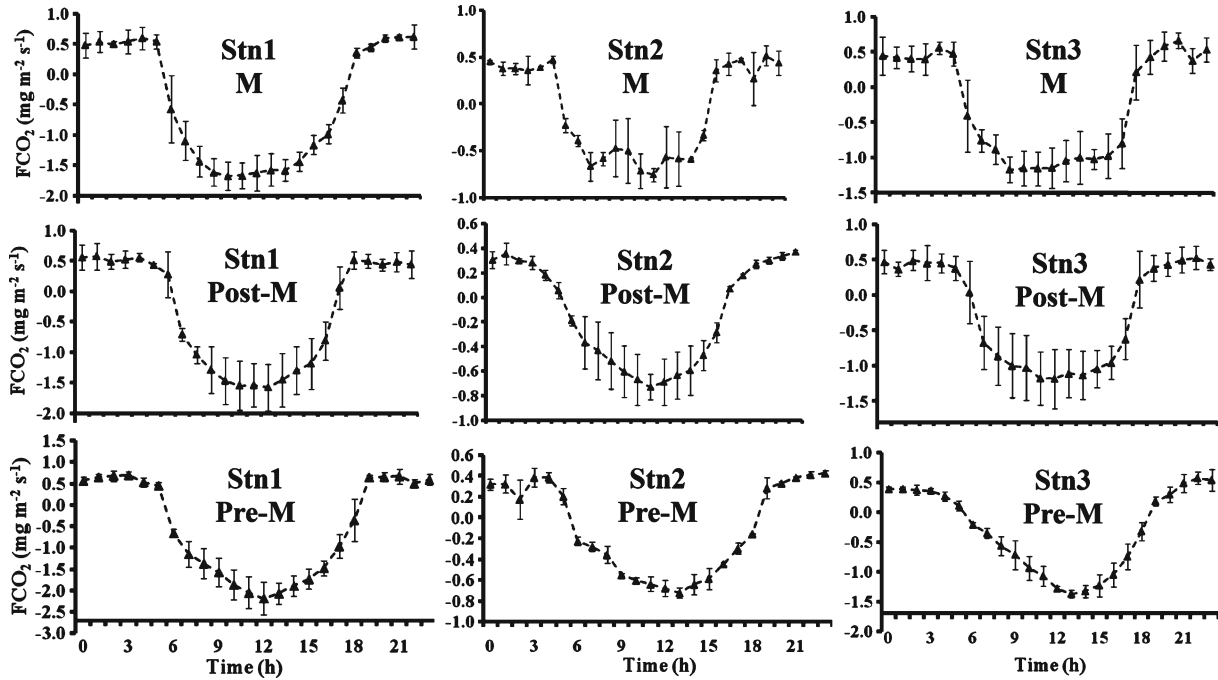 1.0
0.5
0.0
-0.5
-1.0
-1.5
-2.0
FCO2 (mg m-2 s-1)
Stn1
M
1.0
0.5
0.0
-0.5
-1.0
Stn2
M
1.0
0.5
0.0
-0.5
-1.0
-1.5
Stn3
M
1.0
0.5
0.0
-0.5
-1.0
-1.5
-2.0
FCO2 (mg m-2 s-1)
Stn1
Post-M
0.6
0.4
0.2
0.0
-0.2
-0.4
-0.6
-0.8
-1.0
Stn2
Post-M
1.0
0.5
0.0
-0.5
-1.0
-1.5
Stn3
Post-M
1.5
1.0
0.5
0.0
-0.5
-1.0
-1.5
-2.0
-2.5
-3.0
FCO2 (mg m-2 s-1)
Stn1
Pre-M
0 3 6 9 12 15 18 21
Time (h)
0.6
0.4
0.2
0.0
-0.2
-0.4
-0.6
-0.8
-1.0
Stn2
Pre-M
0 3 6 9 12 15 18 21
Time (h)
1.0
0.5
0.0
-0.5
-1.0
-1.5
-2.0
Stn3
Pre-M
0 3 6 9 12 15 18 21
Time (h)